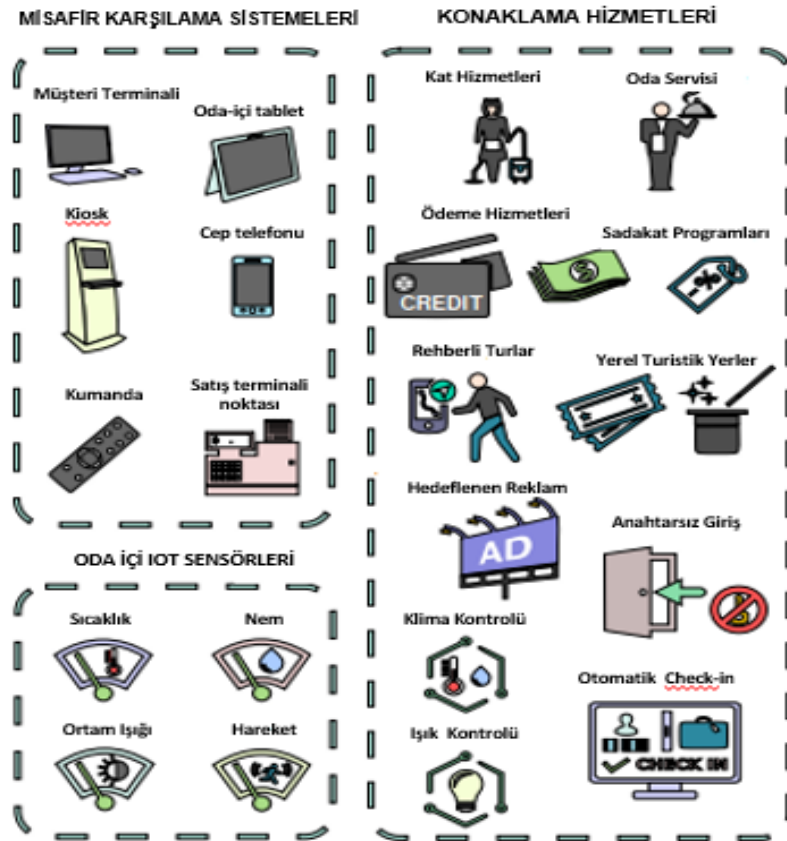 MİSAFİR KARŞILAMA SİSTEMELERİ
Müşteri Terminali
Oda-içi tablet
Kiosk
Cep telefonu
Kumanda
Satış terminali
noktası
ODA İÇİ IOT SENSÖRLERİ
Sıcaklık
Nem
Ortam Işığı
Hareket
KONAKLAMA HİZMETLERİ
Kat Hizmetleri
Oda Servisi
Ödeme Hizmetleri
Sadakat Programları
CREDIT
$
%
Rehberli Turlar
Yerel Turistik Yerler
Hedeflenen Reklam
AD
Anahtarsız Giriş
Klima Kontrolü
Otomatik Check-in
CHECK IN
Işık Kontrolü